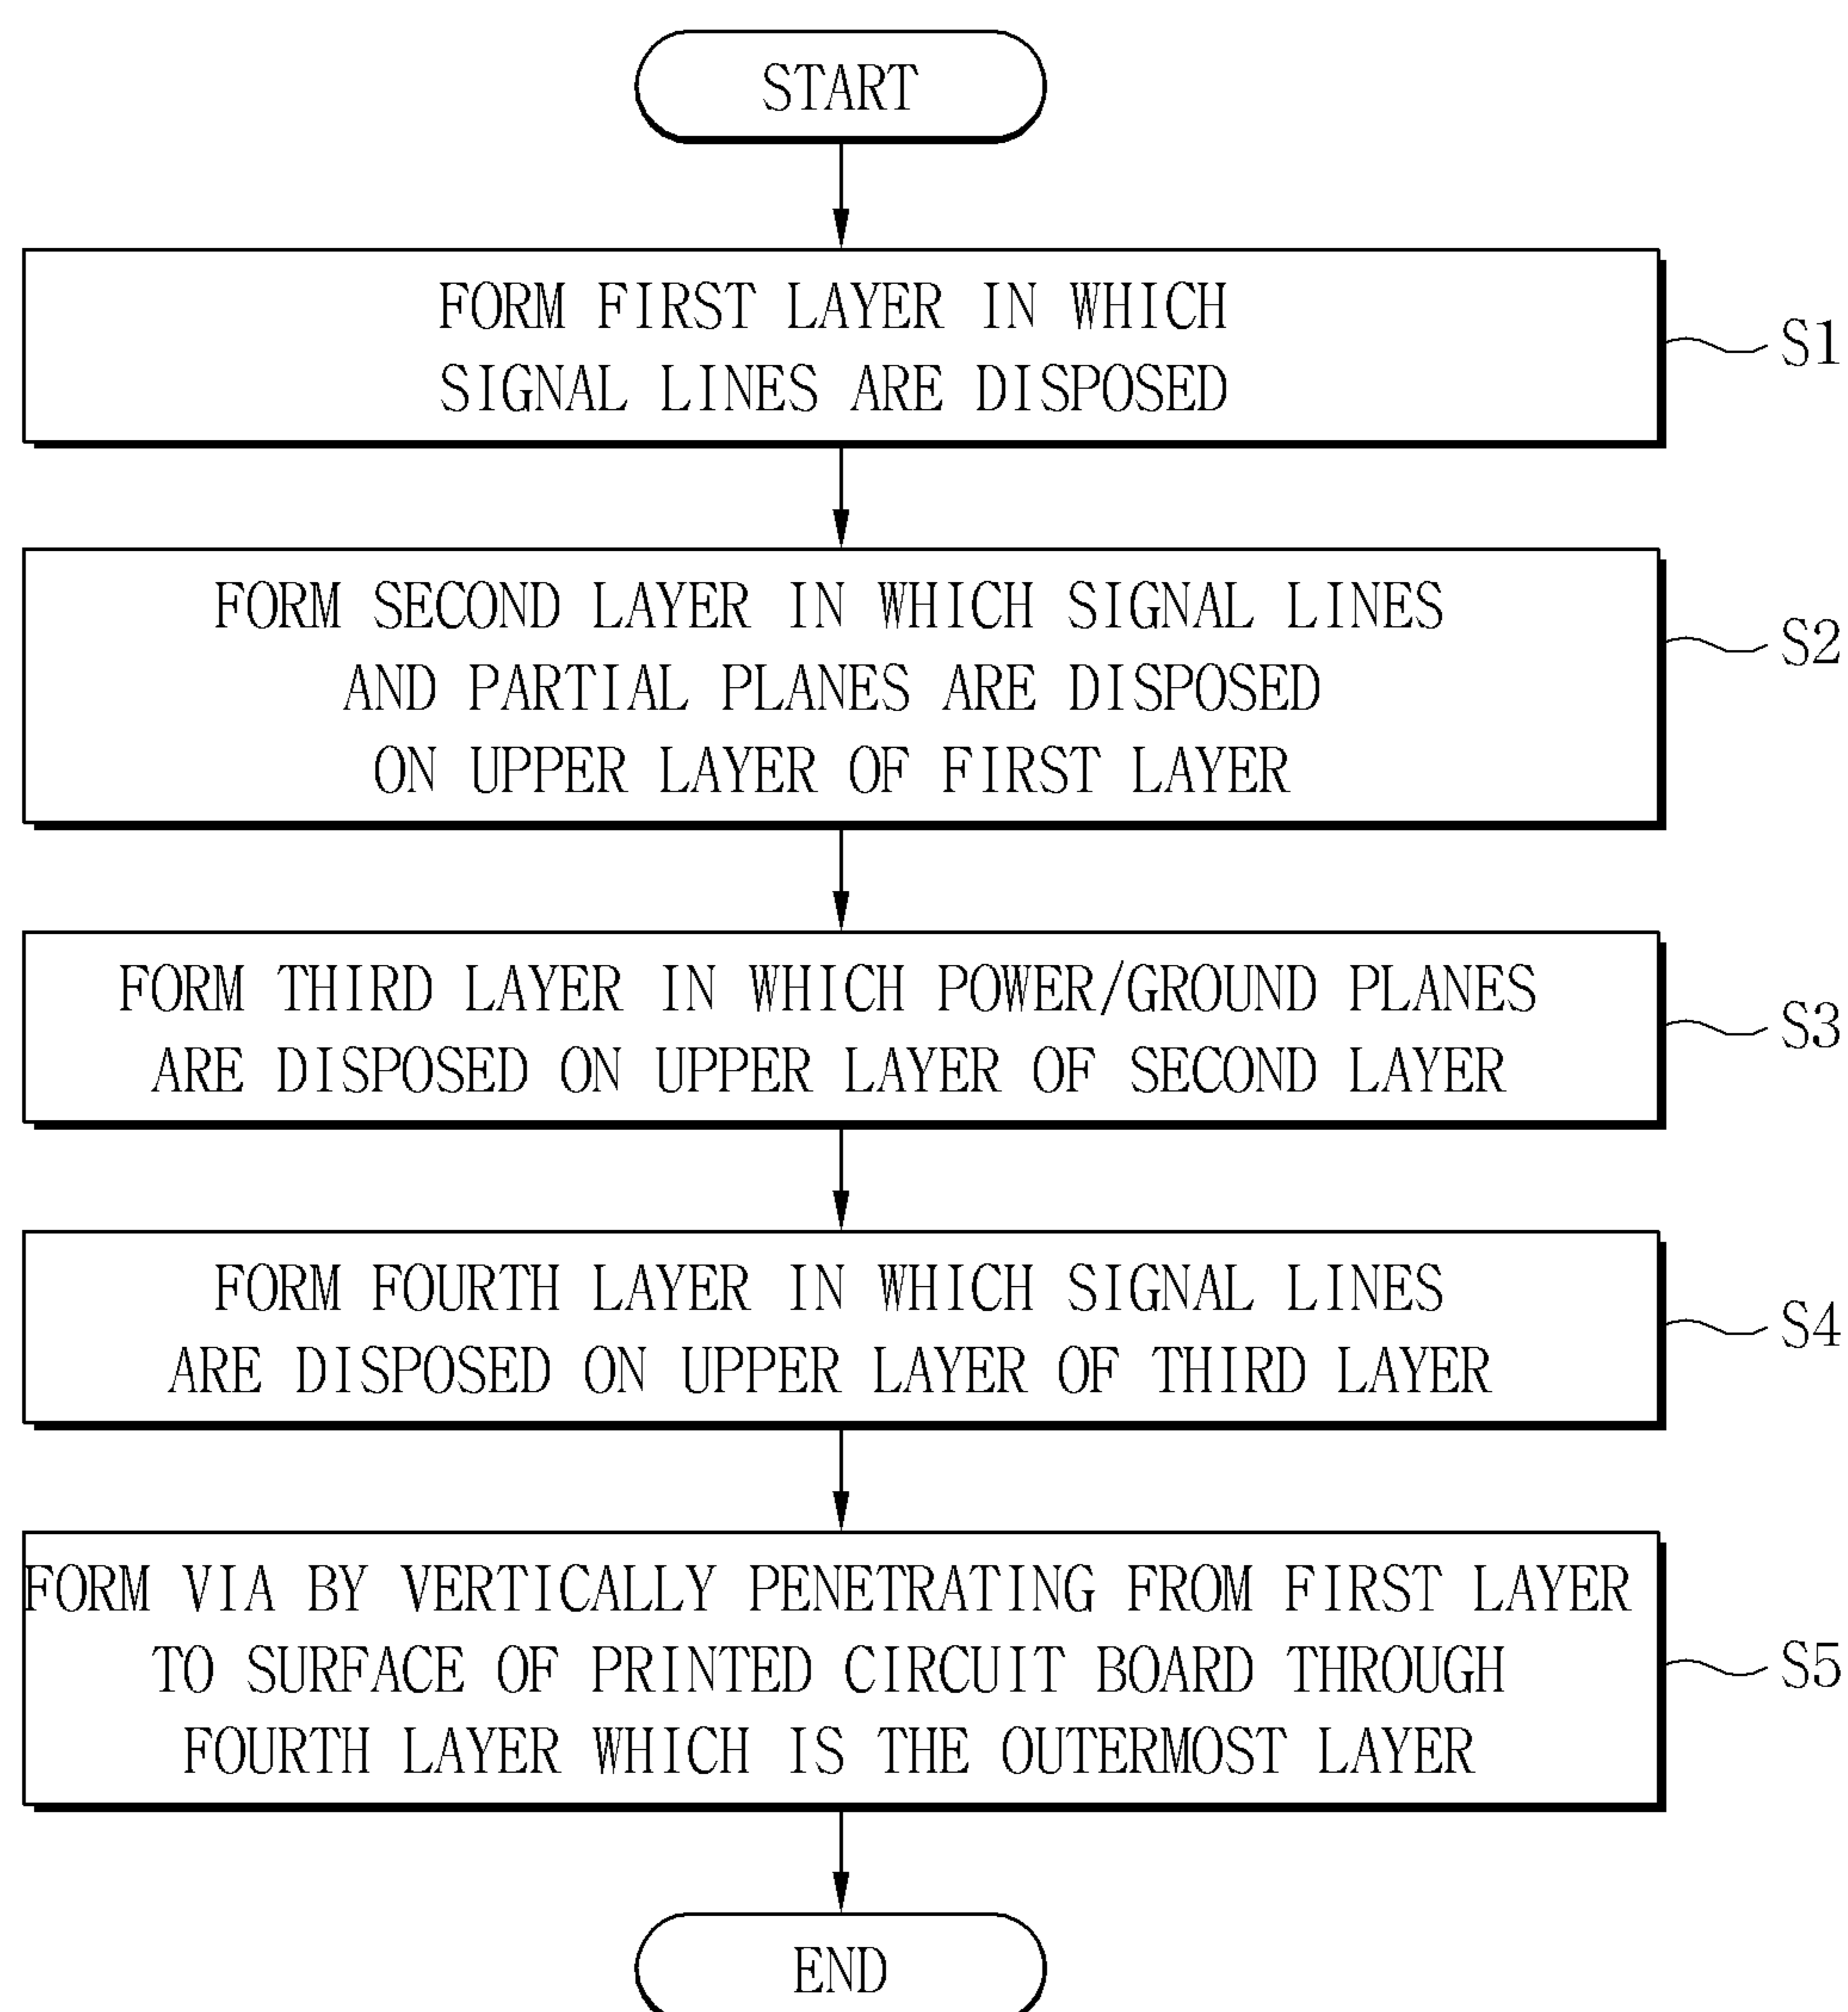 START
FORM FIRST LAYER IN WHICH
SIGNAL LINES ARE DISPOSED
S1
FORM SECOND LAYER IN WHICH SIGNAL LINES
AND PARTIAL PLANES ARE DISPOSED
ON UPPER LAYER OF FIRST LAYER
S2
FORM THIRD LAYER IN WHICH POWER/GROUND PLANES
ARE DISPOSED ON UPPER LAYER OF SECOND LAYER
S3
FORM FOURTH LAYER IN WHICH SIGNAL LINES
ARE DISPOSED ON UPPER LAYER OF THIRD LAYER
S4
FORM VIA BY VERTICALLY PENETRATING FROM FIRST LAYER
TO SURFACE OF PRINTED CIRCUIT BOARD THROUGH
FOURTH LAYER WHICH IS THE OUTERMOST LAYER
S5
END